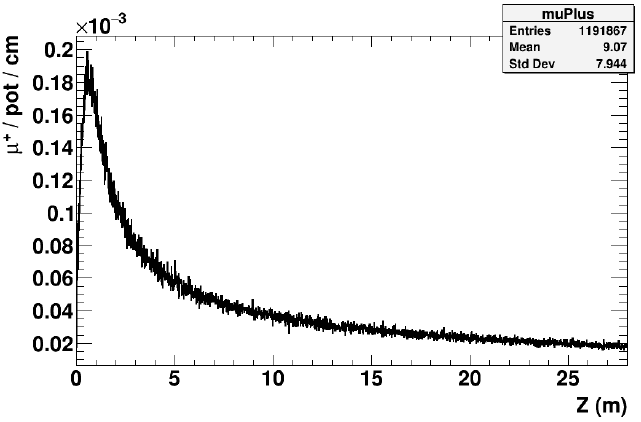 ×10⁻³
muPlus
Entries 1191867
Mean 9.07
Std Dev 7.944
μ⁺ / pot / cm
0.2
0.18
0.16
0.14
0.12
0.1
0.08
0.06
0.04
0.02
0 5 10 15 20 25
Z (m)